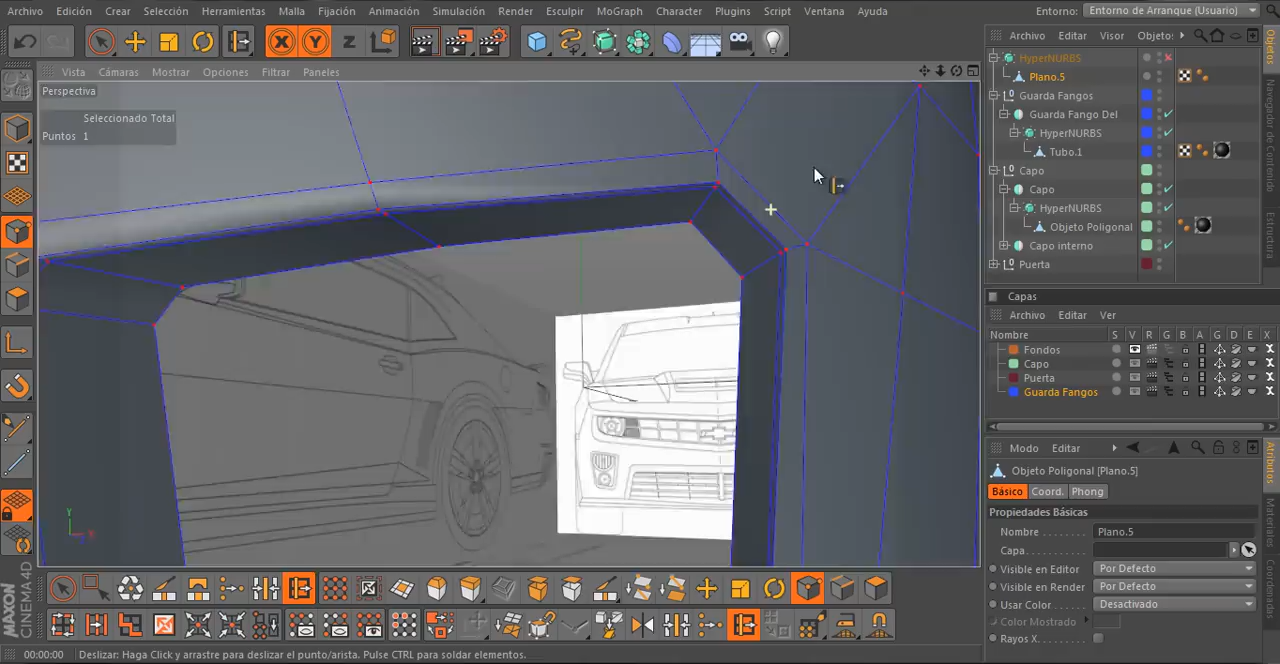 Archivo Edición Crear Selección Herramientas Malla Fijación Animación Simulación Render Esculpir MoGraph Character Plugins Script Ventana Ayuda
Entorno: Entorno de Arranque (Usuario)
Vista Cámaras Mostrar Opciones Filtrar Paneles
Perspectiva
Seleccionado Total
Puntos 1
Archivo Editar Visor Objeto
HyperNURBS
Plano.5
Guarda Fangos
Guarda Fango Del
HyperNURBS
Tubo.1
Capo
Capo
HyperNURBS
Objeto Poligonal
Capo interno
Puerta
Capas
Archivo Editar Ver
Nombre S V R G B A G D E X
Fondos
Capo
Puerta
Guarda Fangos
Modo Editar
Objeto Poligonal [Plano.5]
Básico Coord. Phong
Propiedades Básicas
Nombre Plano.5
Capa
Visible en Editor Por Defecto
Visible en Render Por Defecto
Usar Color Desactivado
Color Mostrado
Rayos X
Objetos
Navegador de Contenido
Estructura
Atributos
Materiales
Coordenadas
X Y Z
Y
MAXON
CINEMA 4D
00:00:00 Deslizar: Haga Click y arrastre para deslizar el punto/arista. Pulse CTRL para soldar elementos.